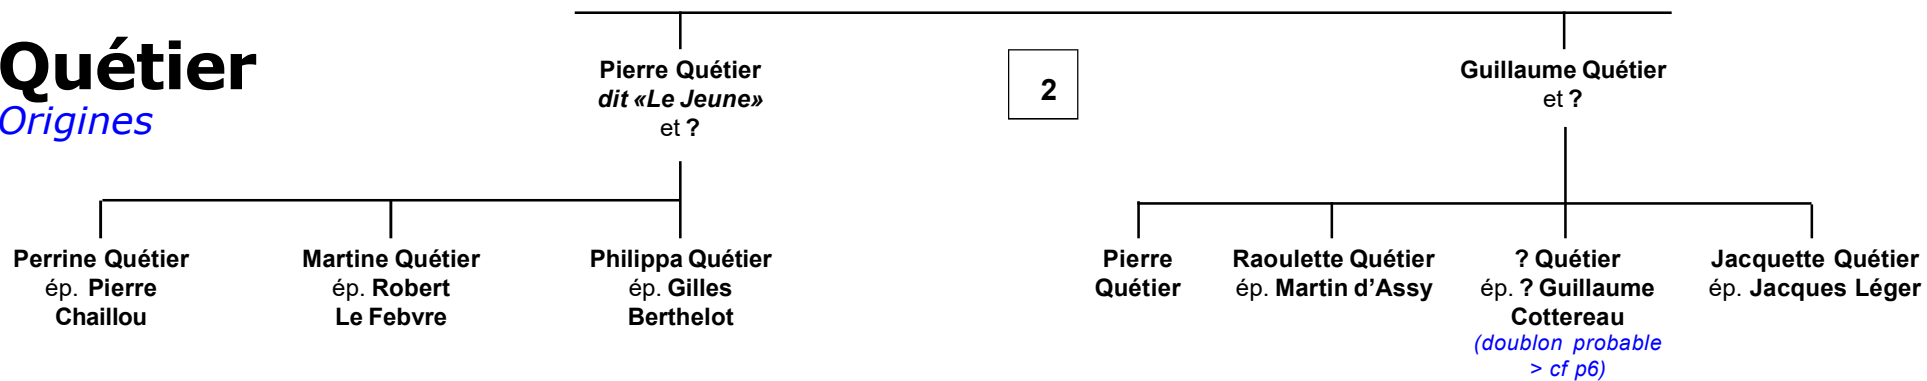 Quétier
Origines
Pierre Quétier
dit «Le Jeune»
et ?
2
Guillaume Quétier
et ?
Perrine Quétier
ép. Pierre
Chaillou
Martine Quétier
ép. Robert
Le Febvre
Philippa Quétier
ép. Gilles
Berthelot
Pierre
Quétier
Raoulette Quétier
ép. Martin d’Assy
? Quétier
ép. ? Guillaume
Cottereau
(doublon probable
> cf p6)
Jacquette Quétier
ép. Jacques Léger